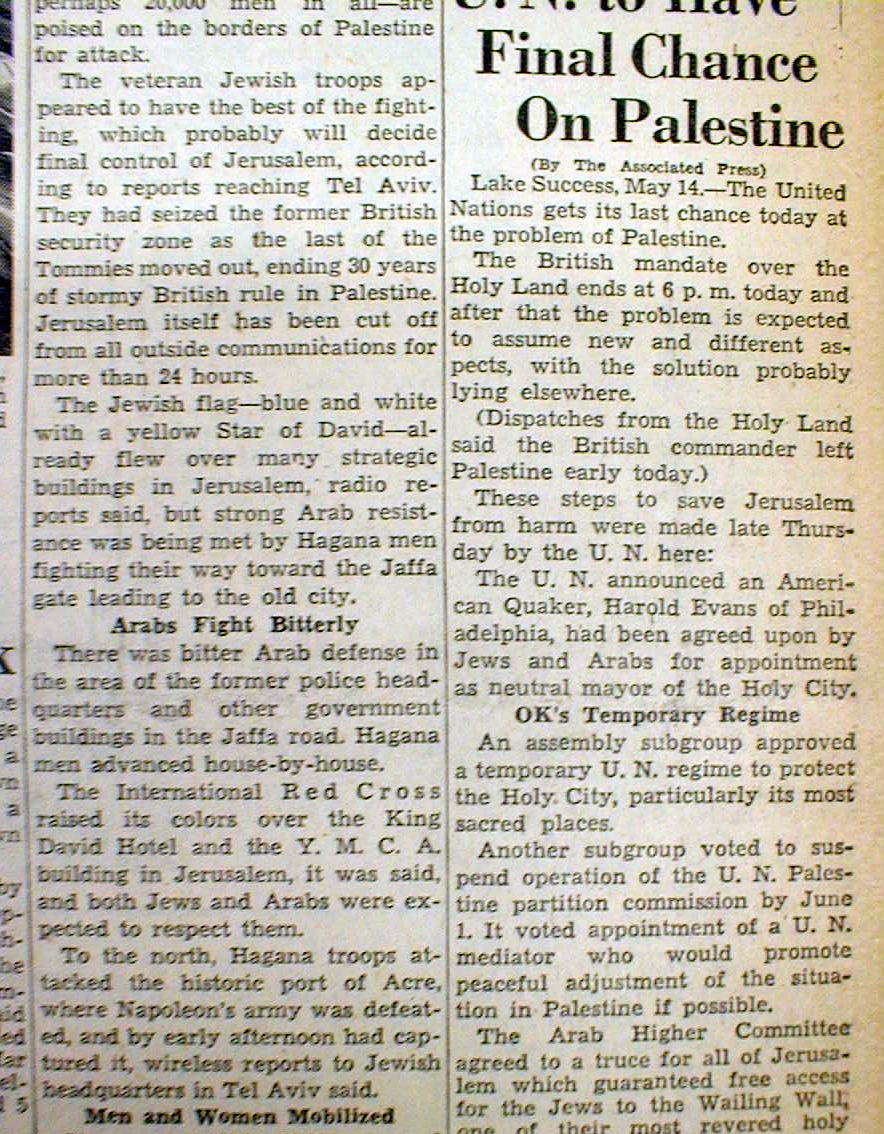 perhaps 20,000 men in all—are
poised on the borders of Palestine
for attack.
The veteran Jewish troops ap-
peared to have the best of the fight-
ing, which probably will decide
final control of Jerusalem, accord-
ing to reports reaching Tel Aviv.
They had seized the former British
security zone as the last of the
Tommies moved out, ending 30 years
of stormy British rule in Palestine.
Jerusalem itself has been cut off
from all outside communications for
more than 24 hours.
The Jewish flag—blue and white
with a yellow Star of David—al-
ready flew over many strategic
buildings in Jerusalem, radio re-
ports said, but strong Arab resist-
ance was being met by Hagana men
fighting their way toward the Jaffa
gate leading to the old city.
Arabs Fight Bitterly
There was bitter Arab defense in
the area of the former police head-
quarters and other government
buildings in the Jaffa road. Hagana
men advanced house-by-house.
The International Red Cross
raised its colors over the King
David Hotel and the Y. M. C. A.
building in Jerusalem, it was said,
and both Jews and Arabs were ex-
pected to respect them.
To the north, Hagana troops at-
tacked the historic port of Acre,
where Napoleon's army was defeat-
ed, and by early afternoon had cap-
tured it, wireless reports to Jewish
headquarters in Tel Aviv said.
Men and Women Mobilized
U. N. to Have
Final Chance
On Palestine
(By The Associated Press)
Lake Success, May 14.—The United
Nations gets its last chance today at
the problem of Palestine.
The British mandate over the
Holy Land ends at 6 p. m. today and
after that the problem is expected
to assume new and different as-
pects, with the solution probably
lying elsewhere.
(Dispatches from the Holy Land
said the British commander left
Palestine early today.)
These steps to save Jerusalem
from harm were made late Thurs-
day by the U. N. here:
The U. N. announced an Ameri-
can Quaker, Harold Evans of Phil-
adelphia, had been agreed upon by
Jews and Arabs for appointment
as neutral mayor of the Holy City.
OK's Temporary Regime
An assembly subgroup approved
a temporary U. N. regime to protect
the Holy City, particularly its most
sacred places.
Another subgroup voted to sus-
pend operation of the U. N. Pales-
tine partition commission by June
1. It voted appointment of a U. N.
mediator who would promote
peaceful adjustment of the situa-
tion in Palestine if possible.
The Arab Higher Committee
agreed to a truce for all of Jerusa-
lem which guaranteed free access
for the Jews to the Wailing Wall,
one of their most revered holy